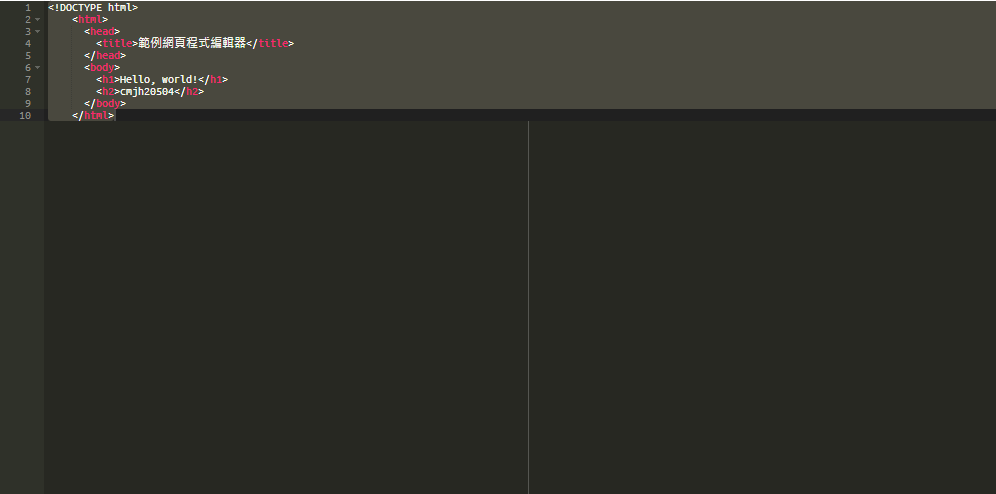 1 <!DOCTYPE html>
2 <html>
3 <head>
4 <title>範例網頁程式編輯器</title>
5 </head>
6 <body>
7 <h1>Hello, world!</h1>
8 <h2>cmjh20504</h2>
9 </body>
10 </html>